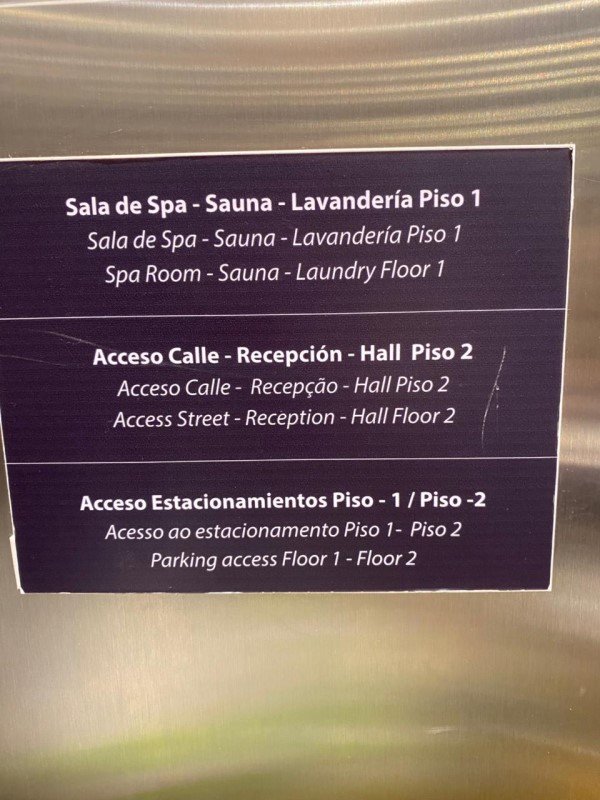 Sala de Spa - Sauna - Lavandería Piso 1
Sala de Spa - Sauna - Lavandería Piso 1
Spa Room - Sauna - Laundry Floor 1
Acceso Calle - Recepción - Hall Piso 2
Acceso Calle - Recepção - Hall Piso 2
Access Street - Reception - Hall Floor 2
Acceso Estacionamientos Piso - 1 / Piso -2
Acesso ao estacionamento Piso 1- Piso 2
Parking access Floor 1 - Floor 2